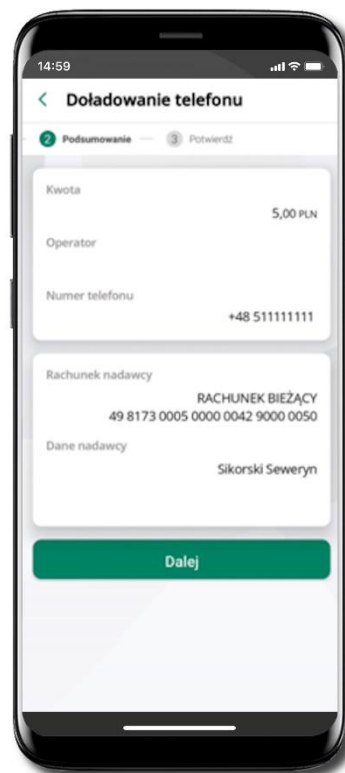 14:59
Doładowanie telefonu
2 Podsumowanie
3 Potwierdź
Kwota
5,00 PLN
Operator
Numer telefonu
+48 511111111
Rachunek nadawcy
RACHUNEK BIEŻĄCY
49 8173 0005 0000 0042 9000 0050
Dane nadawcy
Sikorski Seweryn
Dalej